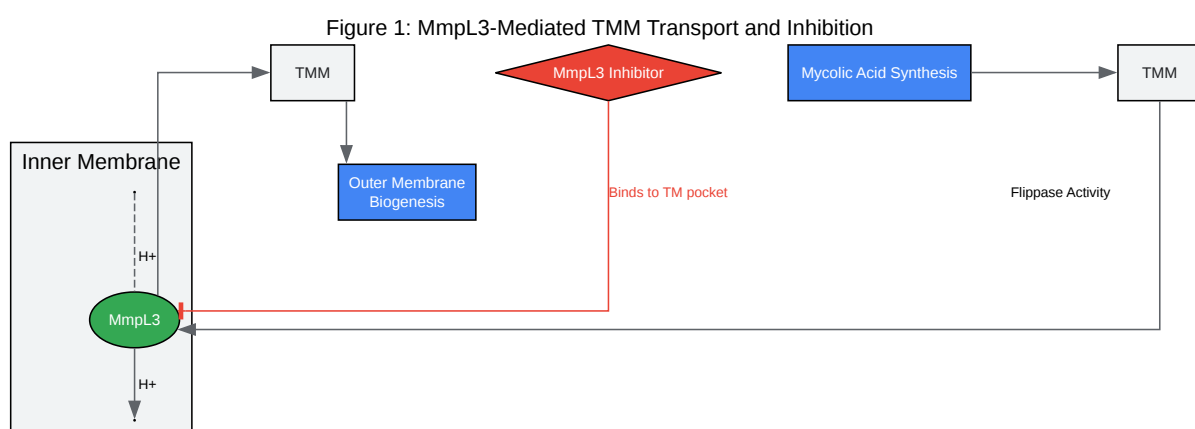 Figure 1: MmpL3-Mediated TMM Transport and Inhibition
TMM
MmpL3 Inhibitor
Mycolic Acid Synthesis
TMM
Inner Membrane
Outer Membrane
Biogenesis
Binds to TM pocket
Flippase Activity
H+
MmpL3
H+